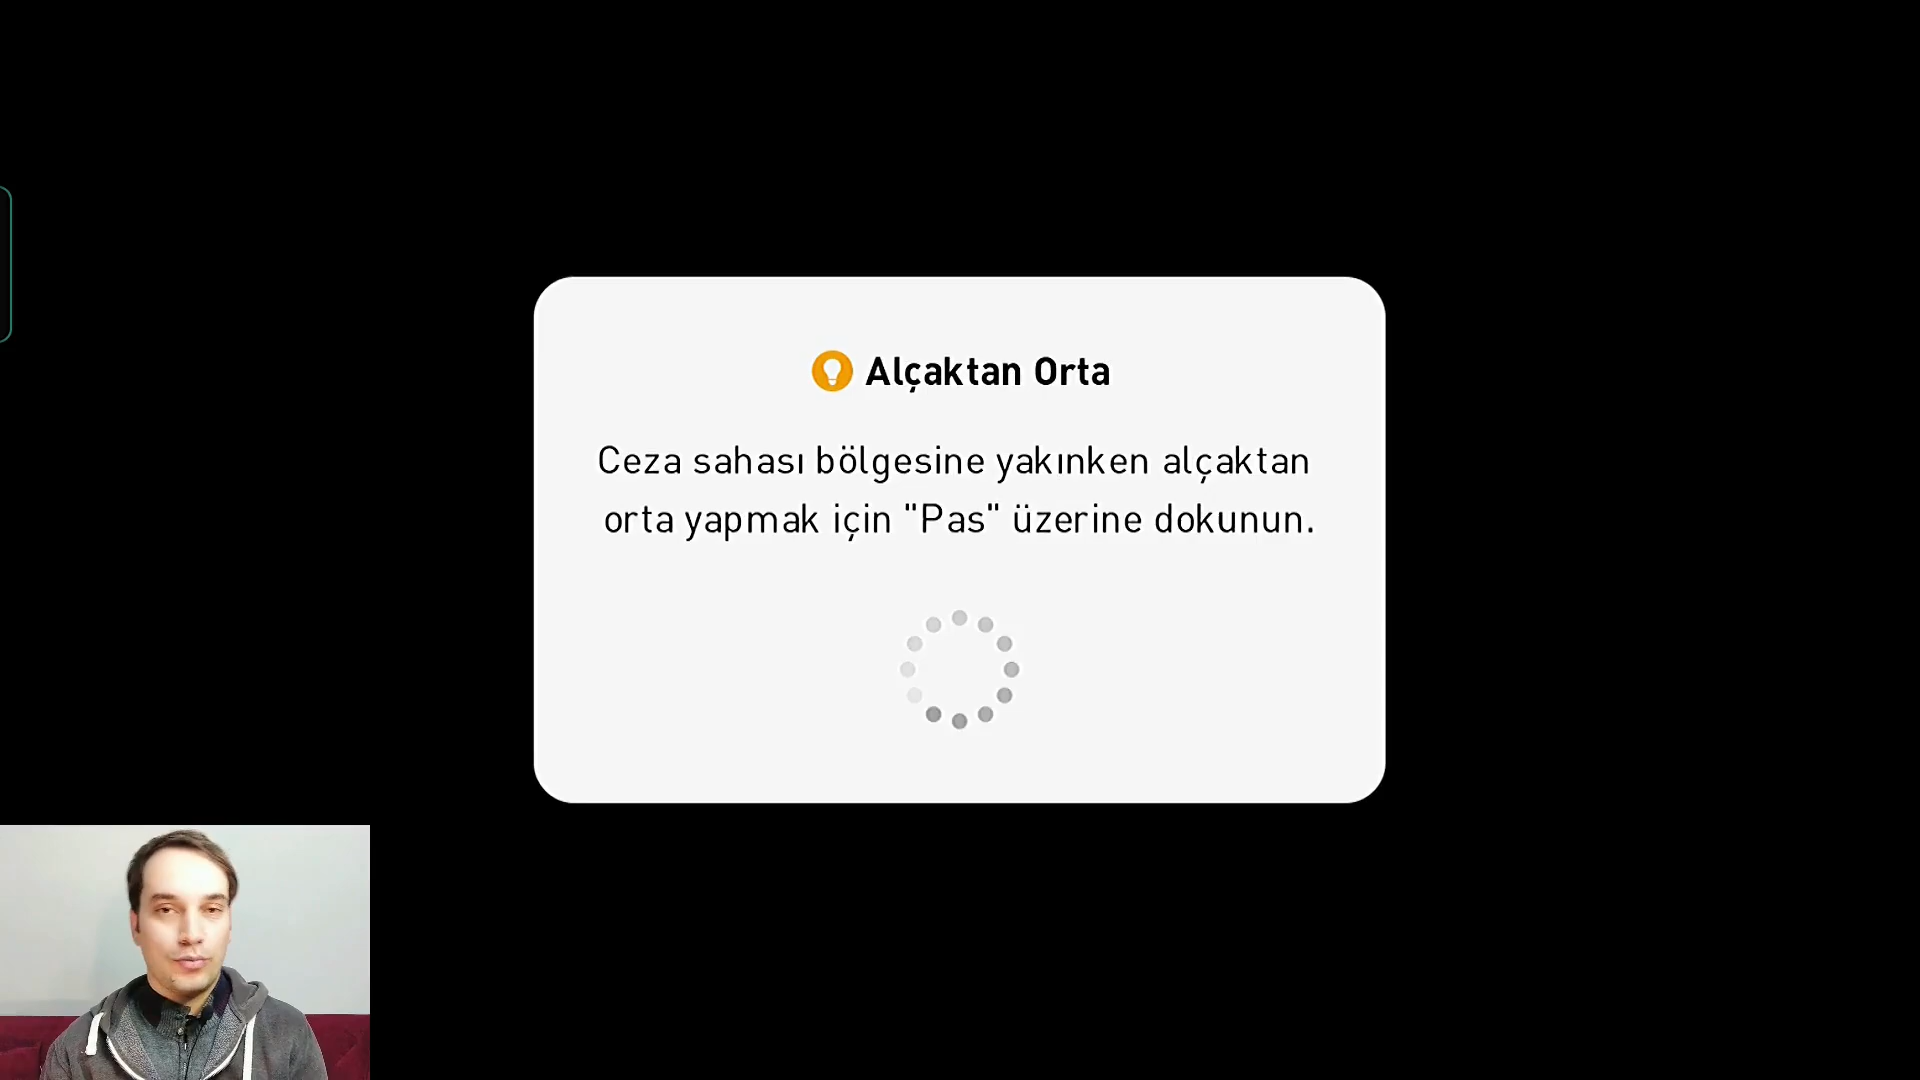 Alçaktan Orta
Ceza sahası bölgesine yakınken alçaktan
orta yapmak için "Pas" üzerine dokunun.